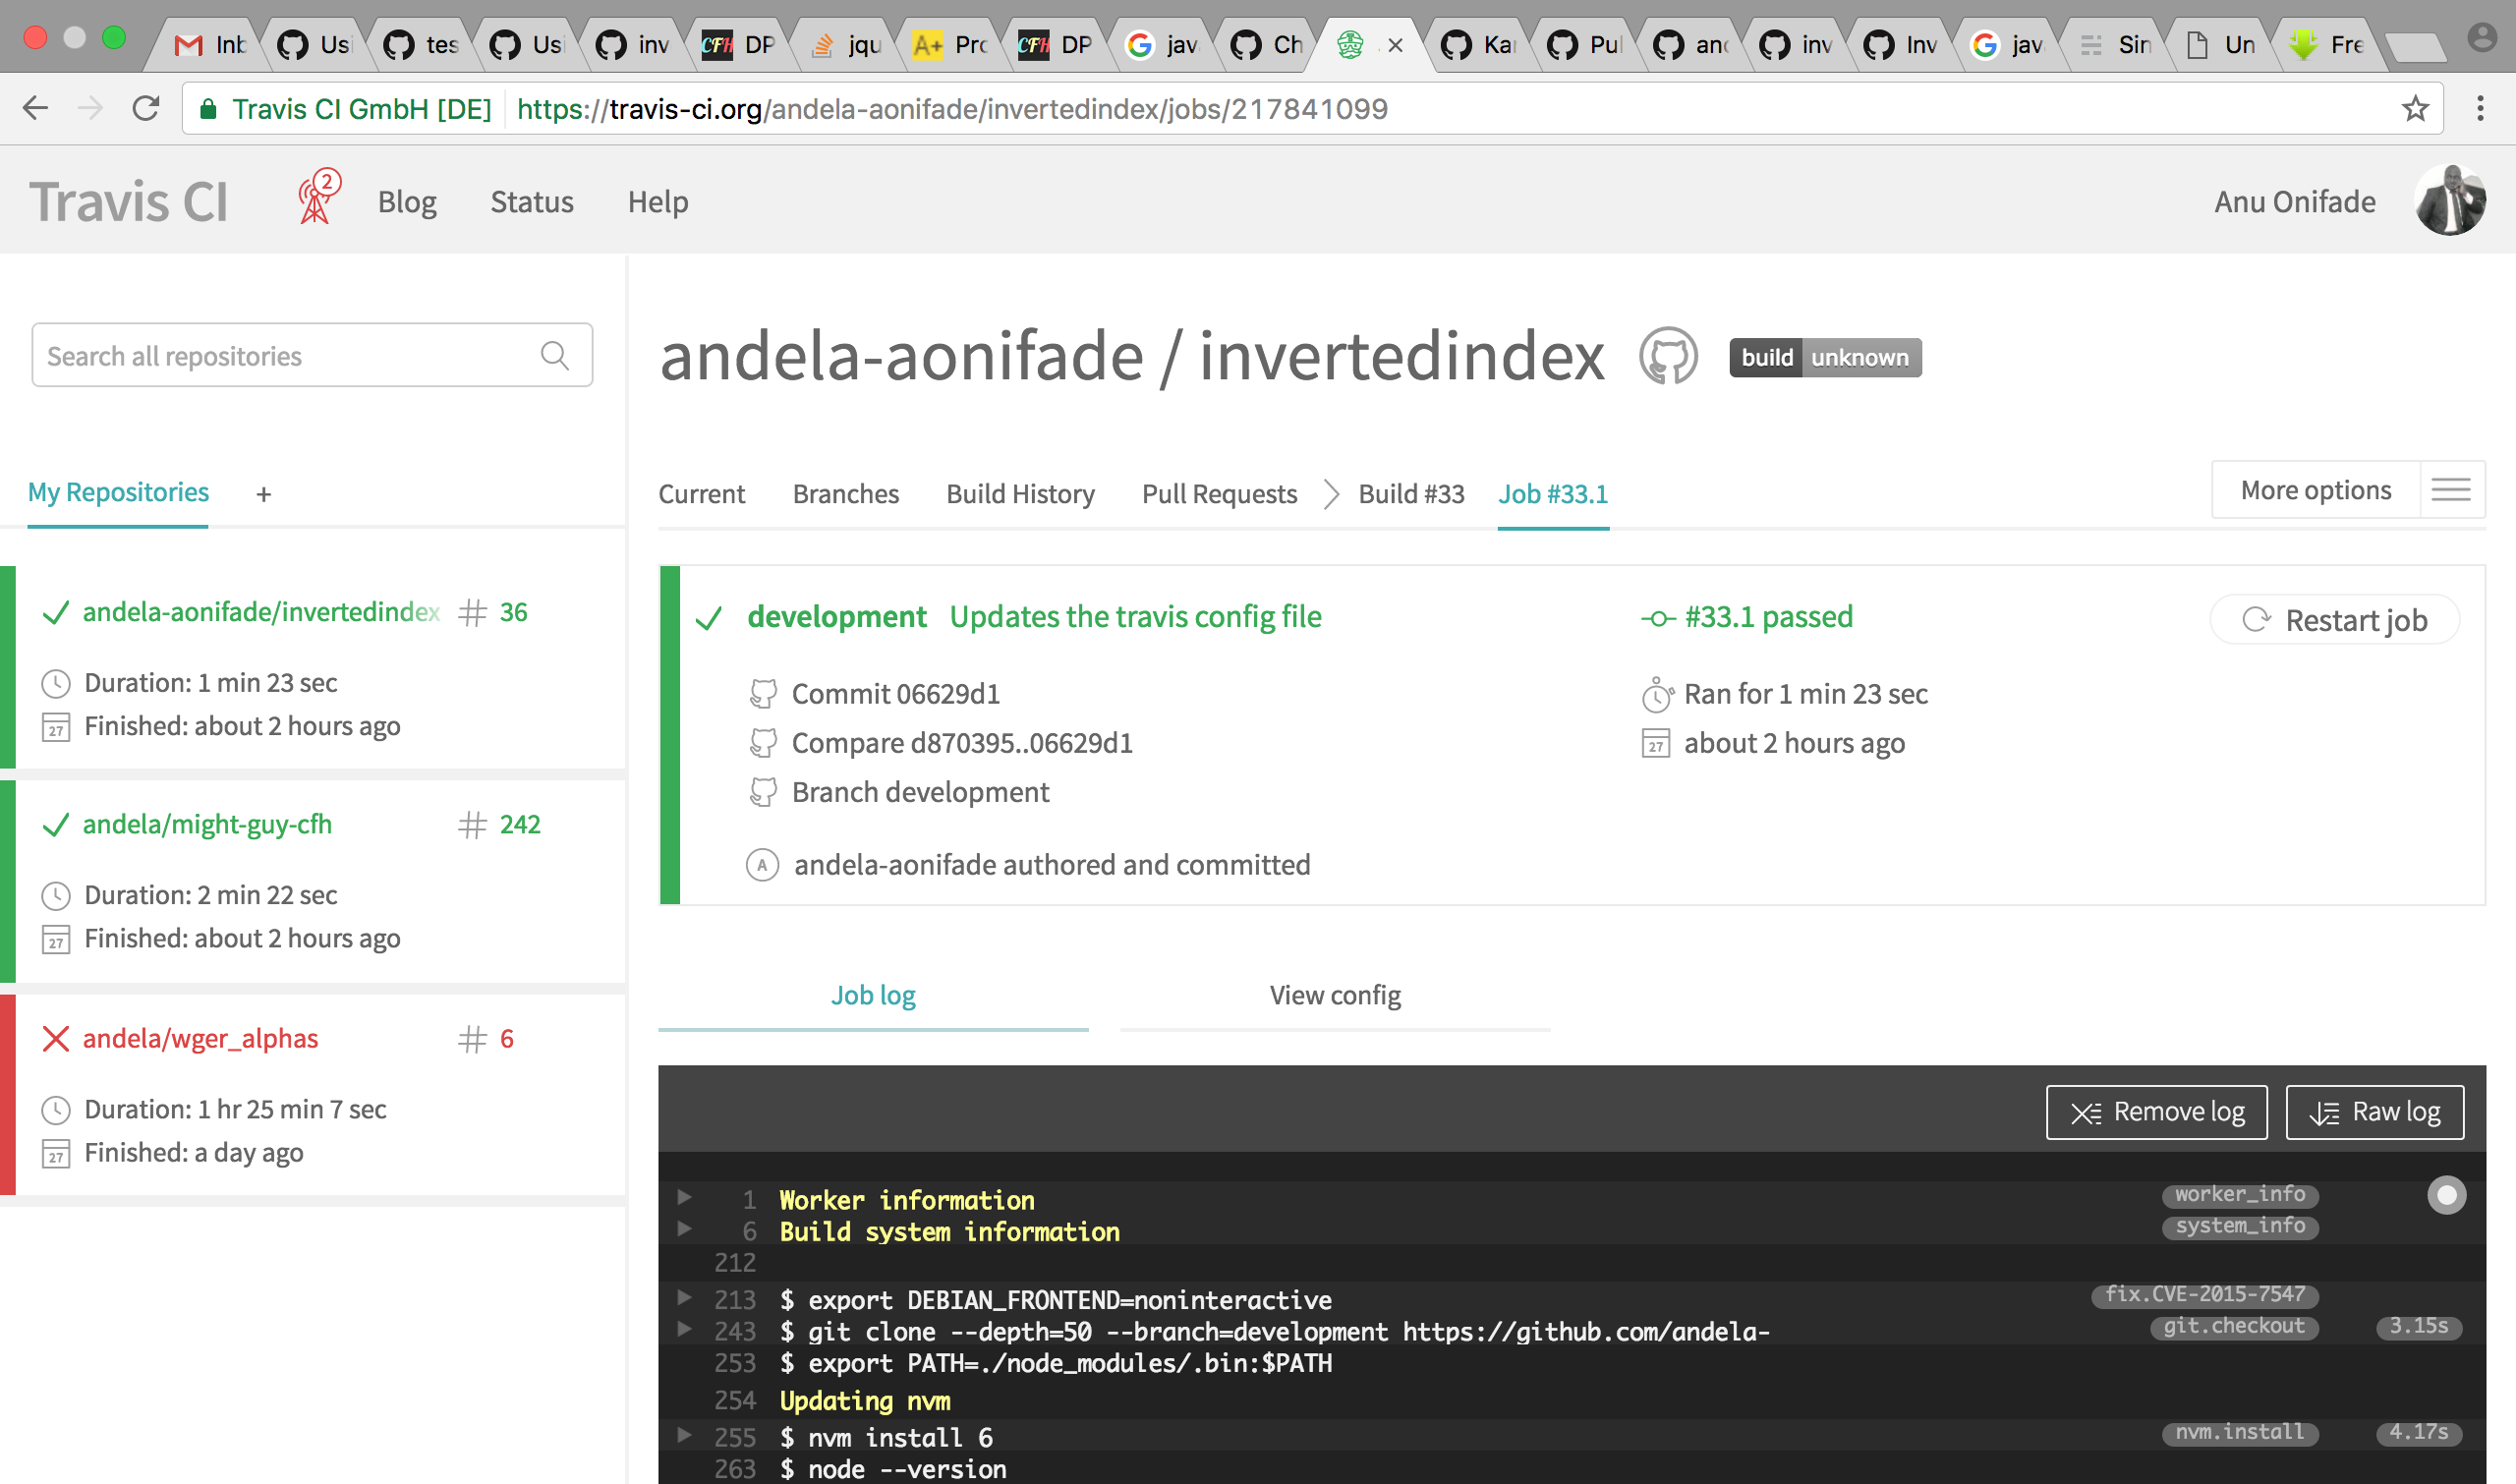 Inb Usi tes Usi inv CFH DP jqu A+ Pro CFH DP jav Ch Kar Pul and inv Inv jav Sin Un Fre
Travis CI GmbH [DE] https://travis-ci.org/andela-aonifade/invertedindex/jobs/217841099
Travis CI 2 Blog Status Help Anu Onifade
Search all repositories
andela-aonifade / invertedindex build unknown
My Repositories +
Current Branches Build History Pull Requests Build #33 Job #33.1 More options
andela-aonifade/invertedindex # 36
Duration: 1 min 23 sec
27 Finished: about 2 hours ago
andela/might-guy-cfh # 242
Duration: 2 min 22 sec
27 Finished: about 2 hours ago
andela/wger_alphas # 6
Duration: 1 hr 25 min 7 sec
27 Finished: a day ago
development Updates the travis config file #33.1 passed Restart job
Commit 06629d1 Ran for 1 min 23 sec
Compare d870395..06629d1 27 about 2 hours ago
Branch development
A andela-aonifade authored and committed
Job log View config
Remove log Raw log
1 Worker information worker_info
6 Build system information system_info
212
213 $ export DEBIAN_FRONTEND=noninteractive fix.CVE-2015-7547
243 $ git clone --depth=50 --branch=development https://github.com/andela- git.checkout 3.15s
253 $ export PATH=./node_modules/.bin:$PATH
254 Updating nvm
255 $ nvm install 6 nvm.install 4.17s
263 $ node --version